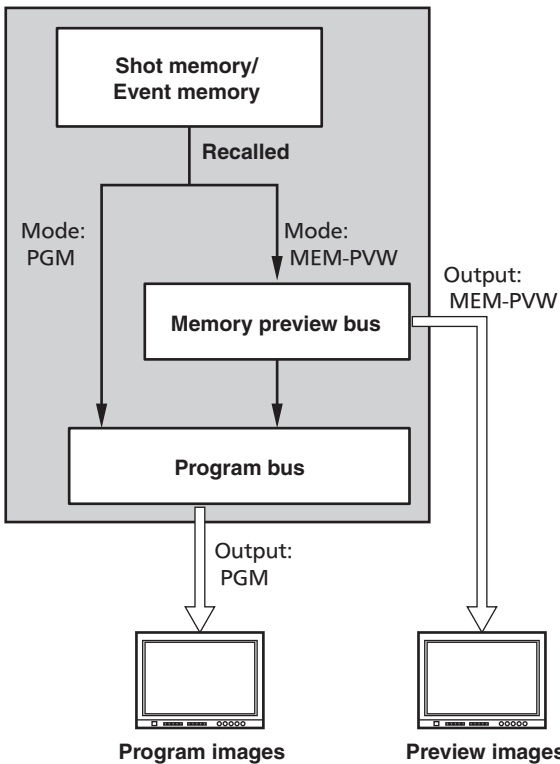 Shot memory/
Event memory
Recalled
Mode:
PGM
Mode:
MEM-PVW
Output:
MEM-PVW
Memory preview bus
Program bus
Output:
PGM
Program images
Preview images